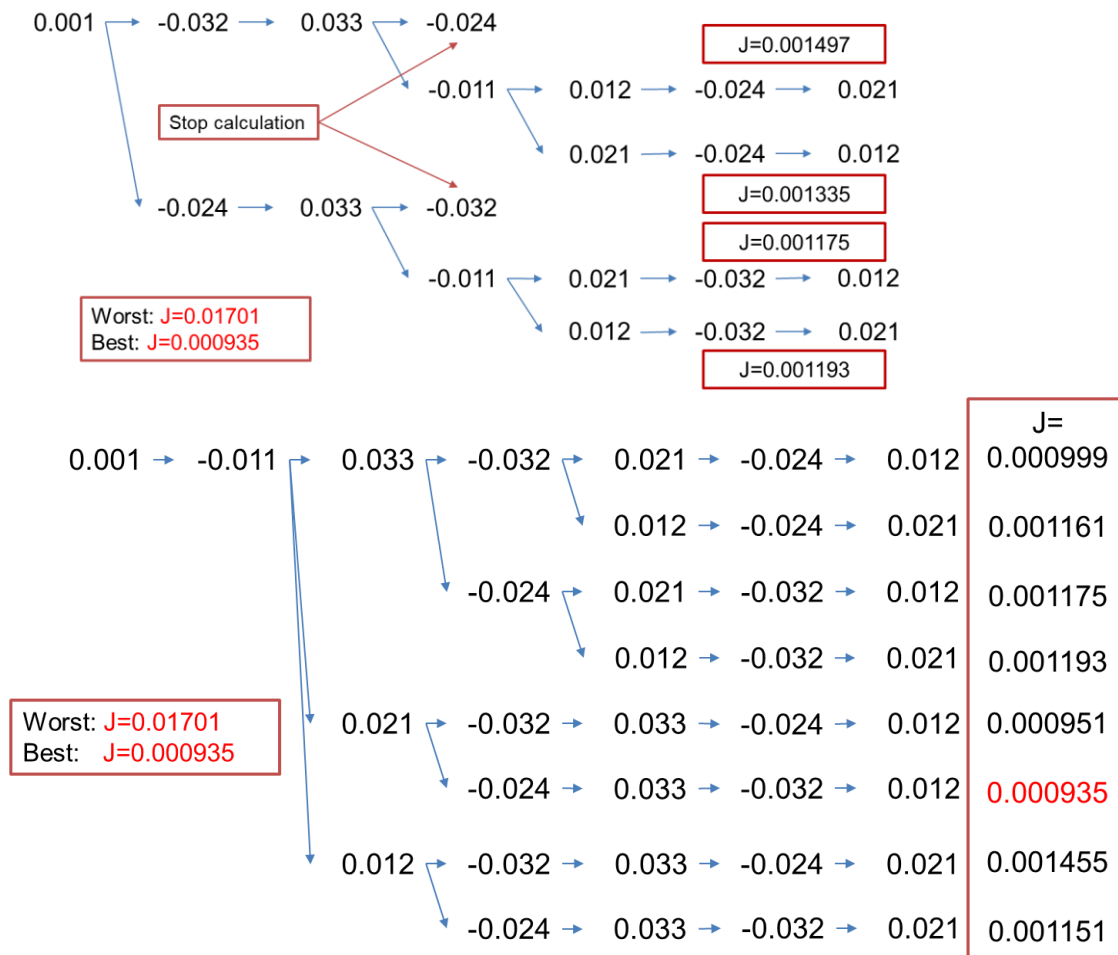 0.001 -0.032 0.033 -0.024
J=0.001497
-0.011 0.012 -0.024 0.021
Stop calculation
0.021 -0.024 0.012
J=0.001335
-0.024 0.033 -0.032
J=0.001175
-0.011 0.021 -0.032 0.012
Worst: J=0.01701
Best: J=0.000935
0.012 -0.032 0.021
J=0.001193
J=
0.001 -0.011 0.033 -0.032 0.021 -0.024 0.012 0.000999
0.012 -0.024 0.021 0.001161
-0.024 0.021 -0.032 0.012 0.001175
0.012 -0.032 0.021 0.001193
Worst: J=0.01701
Best: J=0.000935
0.021 -0.032 0.033 -0.024 0.012 0.000951
-0.024 0.033 -0.032 0.012 0.000935
0.012 -0.032 0.033 -0.024 0.021 0.001455
-0.024 0.033 -0.032 0.021 0.001151